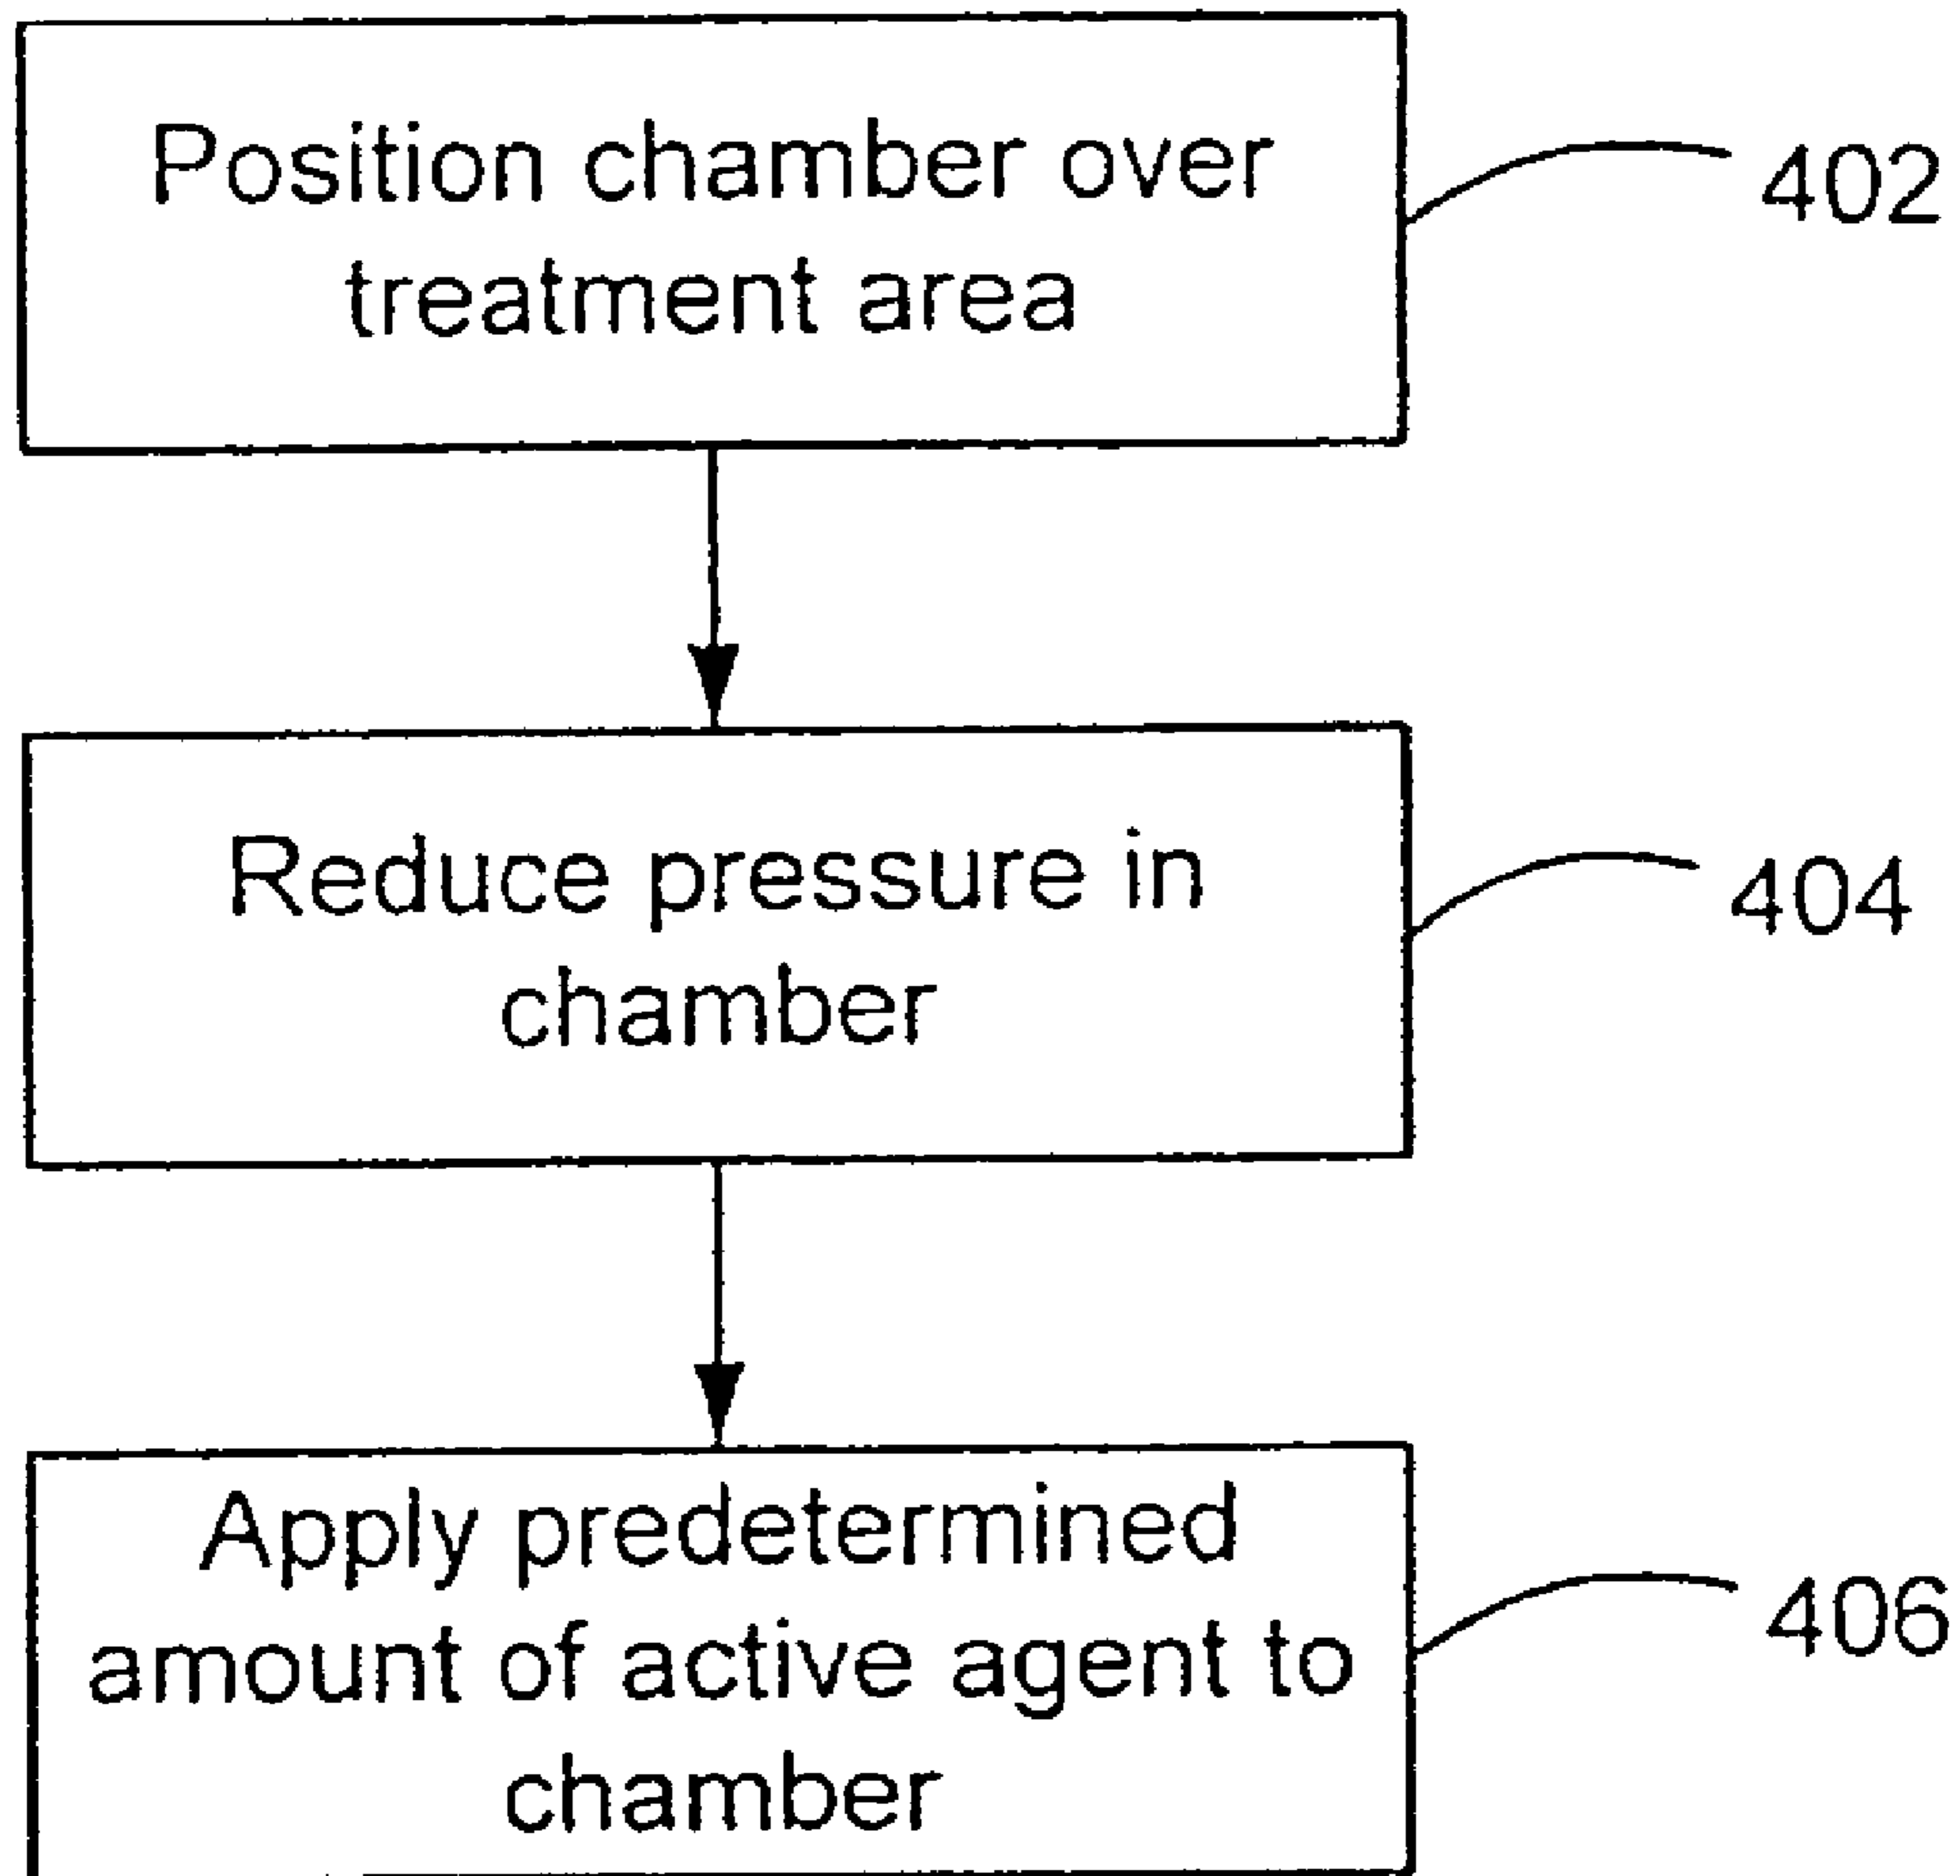 Position chamber over
treatment area
402
Reduce pressure in
chamber
404
Apply predetermined
amount of active agent to
chamber
406